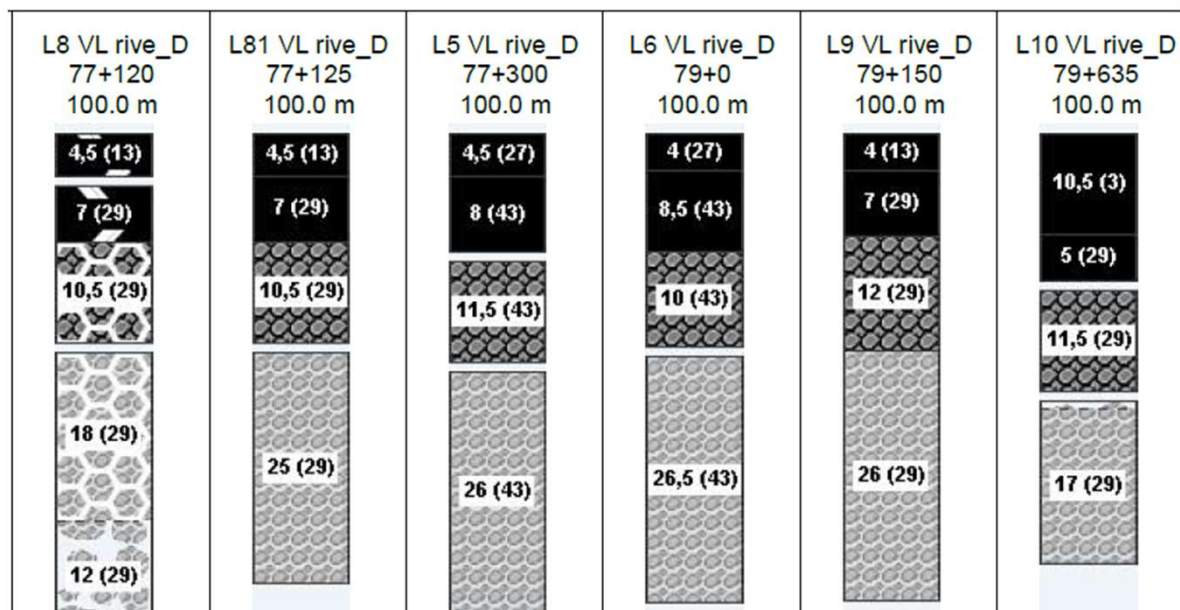 L8 VL rive_D
77+120
100.0 m
4,5 (13)
7 (29)
10,5 (29)
18 (29)
12 (29)
L81 VL rive_D
77+125
100.0 m
4,5 (13)
7 (29)
10,5 (29)
25 (29)
L5 VL rive_D
77+300
100.0 m
4,5 (27)
8 (43)
11,5 (43)
26 (43)
L6 VL rive_D
79+0
100.0 m
4 (27)
8,5 (43)
10 (43)
26,5 (43)
L9 VL rive_D
79+150
100.0 m
4 (13)
7 (29)
12 (29)
26 (29)
L10 VL rive_D
79+635
100.0 m
10,5 (3)
5 (29)
11,5 (29)
17 (29)